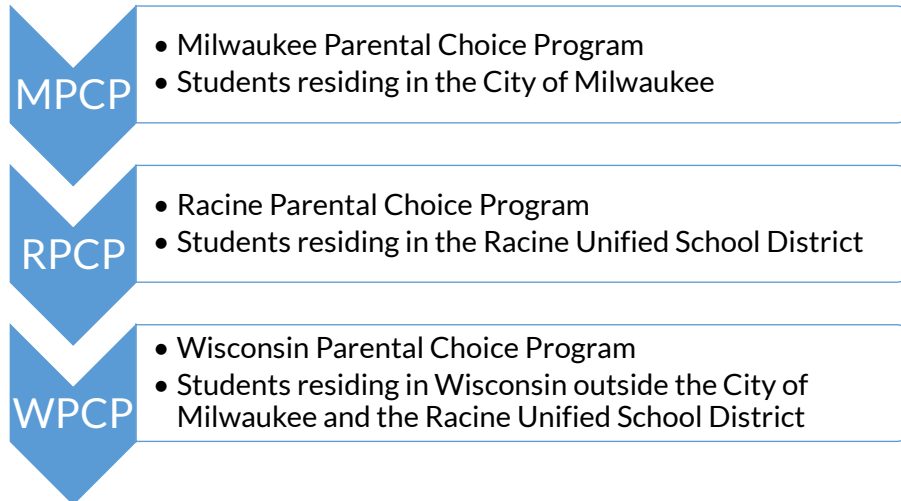 MPCP
• Milwaukee Parental Choice Program
• Students residing in the City of Milwaukee
RPCP
• Racine Parental Choice Program
• Students residing in the Racine Unified School District
WPCP
• Wisconsin Parental Choice Program
• Students residing in Wisconsin outside the City of
Milwaukee and the Racine Unified School District